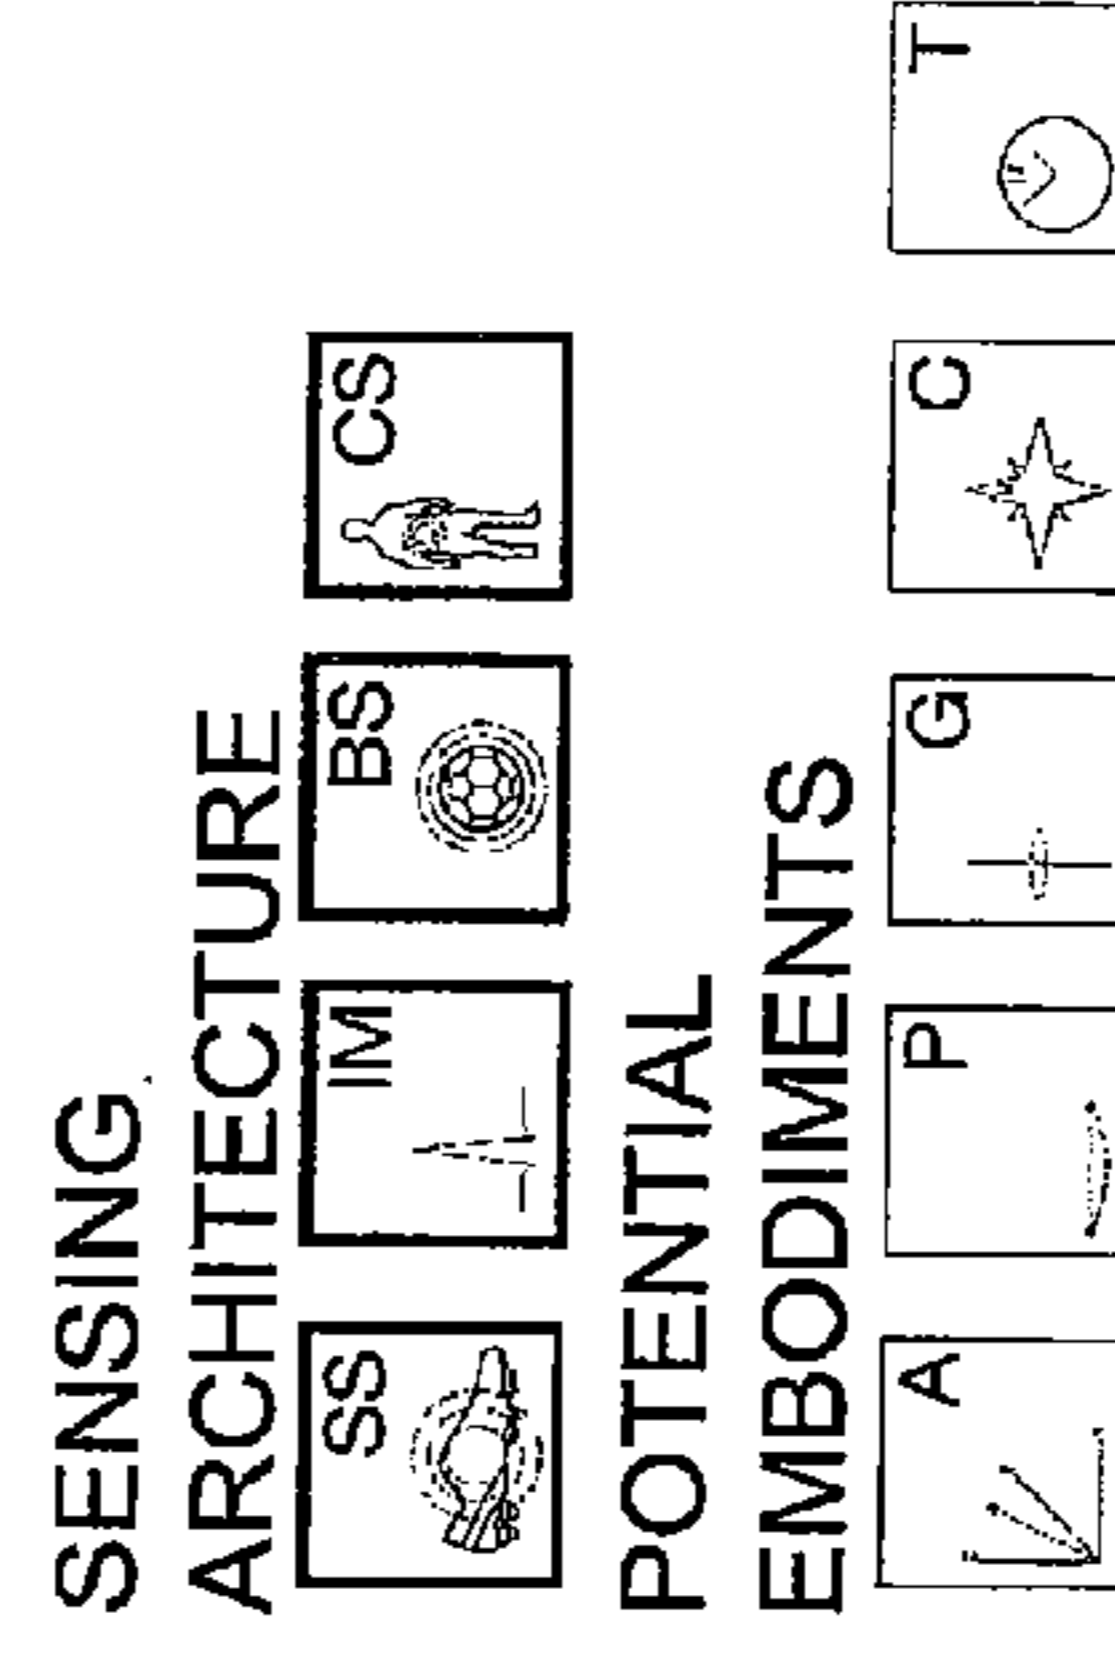 SENSING
ARCHITECTURE
SS IM BS CS
POTENTIAL
EMBODIMENTS
A P G C T